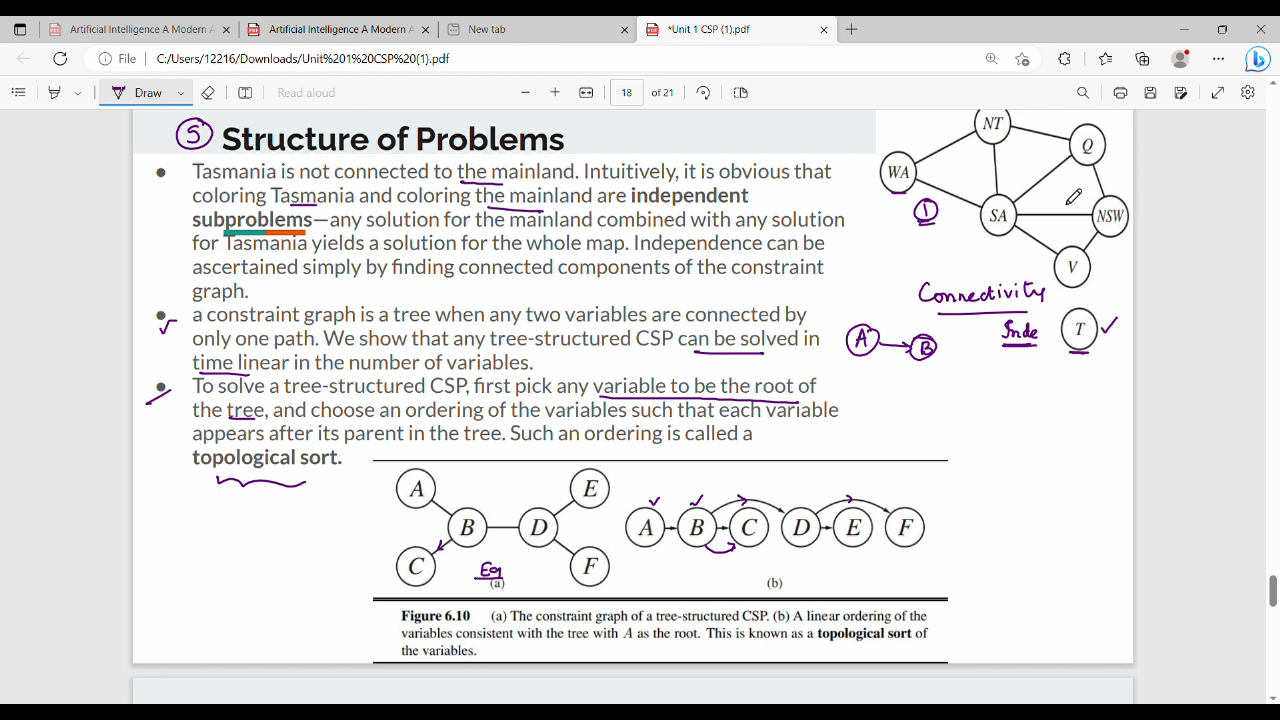 Artificial Intelligence A Modern A
Artificial Intelligence A Modern A
New tab
*Unit 1 CSP (1).pdf
File
C:/Users/12216/Downloads/Unit%201%20CSP%20(1).pdf
Draw
Read aloud
18
of 21
5 Structure of Problems
Tasmania is not connected to the mainland. Intuitively, it is obvious that
coloring Tasmania and coloring the mainland are independent
subproblems—any solution for the mainland combined with any solution
for Tasmania yields a solution for the whole map. Independence can be
ascertained simply by finding connected components of the constraint
graph.
a constraint graph is a tree when any two variables are connected by
only one path. We show that any tree-structured CSP can be solved in
time linear in the number of variables.
To solve a tree-structured CSP, first pick any variable to be the root of
the tree, and choose an ordering of the variables such that each variable
appears after its parent in the tree. Such an ordering is called a
topological sort.
NT
Q
WA
1
SA
NSW
V
Connectivity
Inde
T
A
B
A
E
B
D
C
F
Eg
(a)
A B C D E F
(b)
Figure 6.10 (a) The constraint graph of a tree-structured CSP. (b) A linear ordering of the
variables consistent with the tree with A as the root. This is known as a topological sort of
the variables.